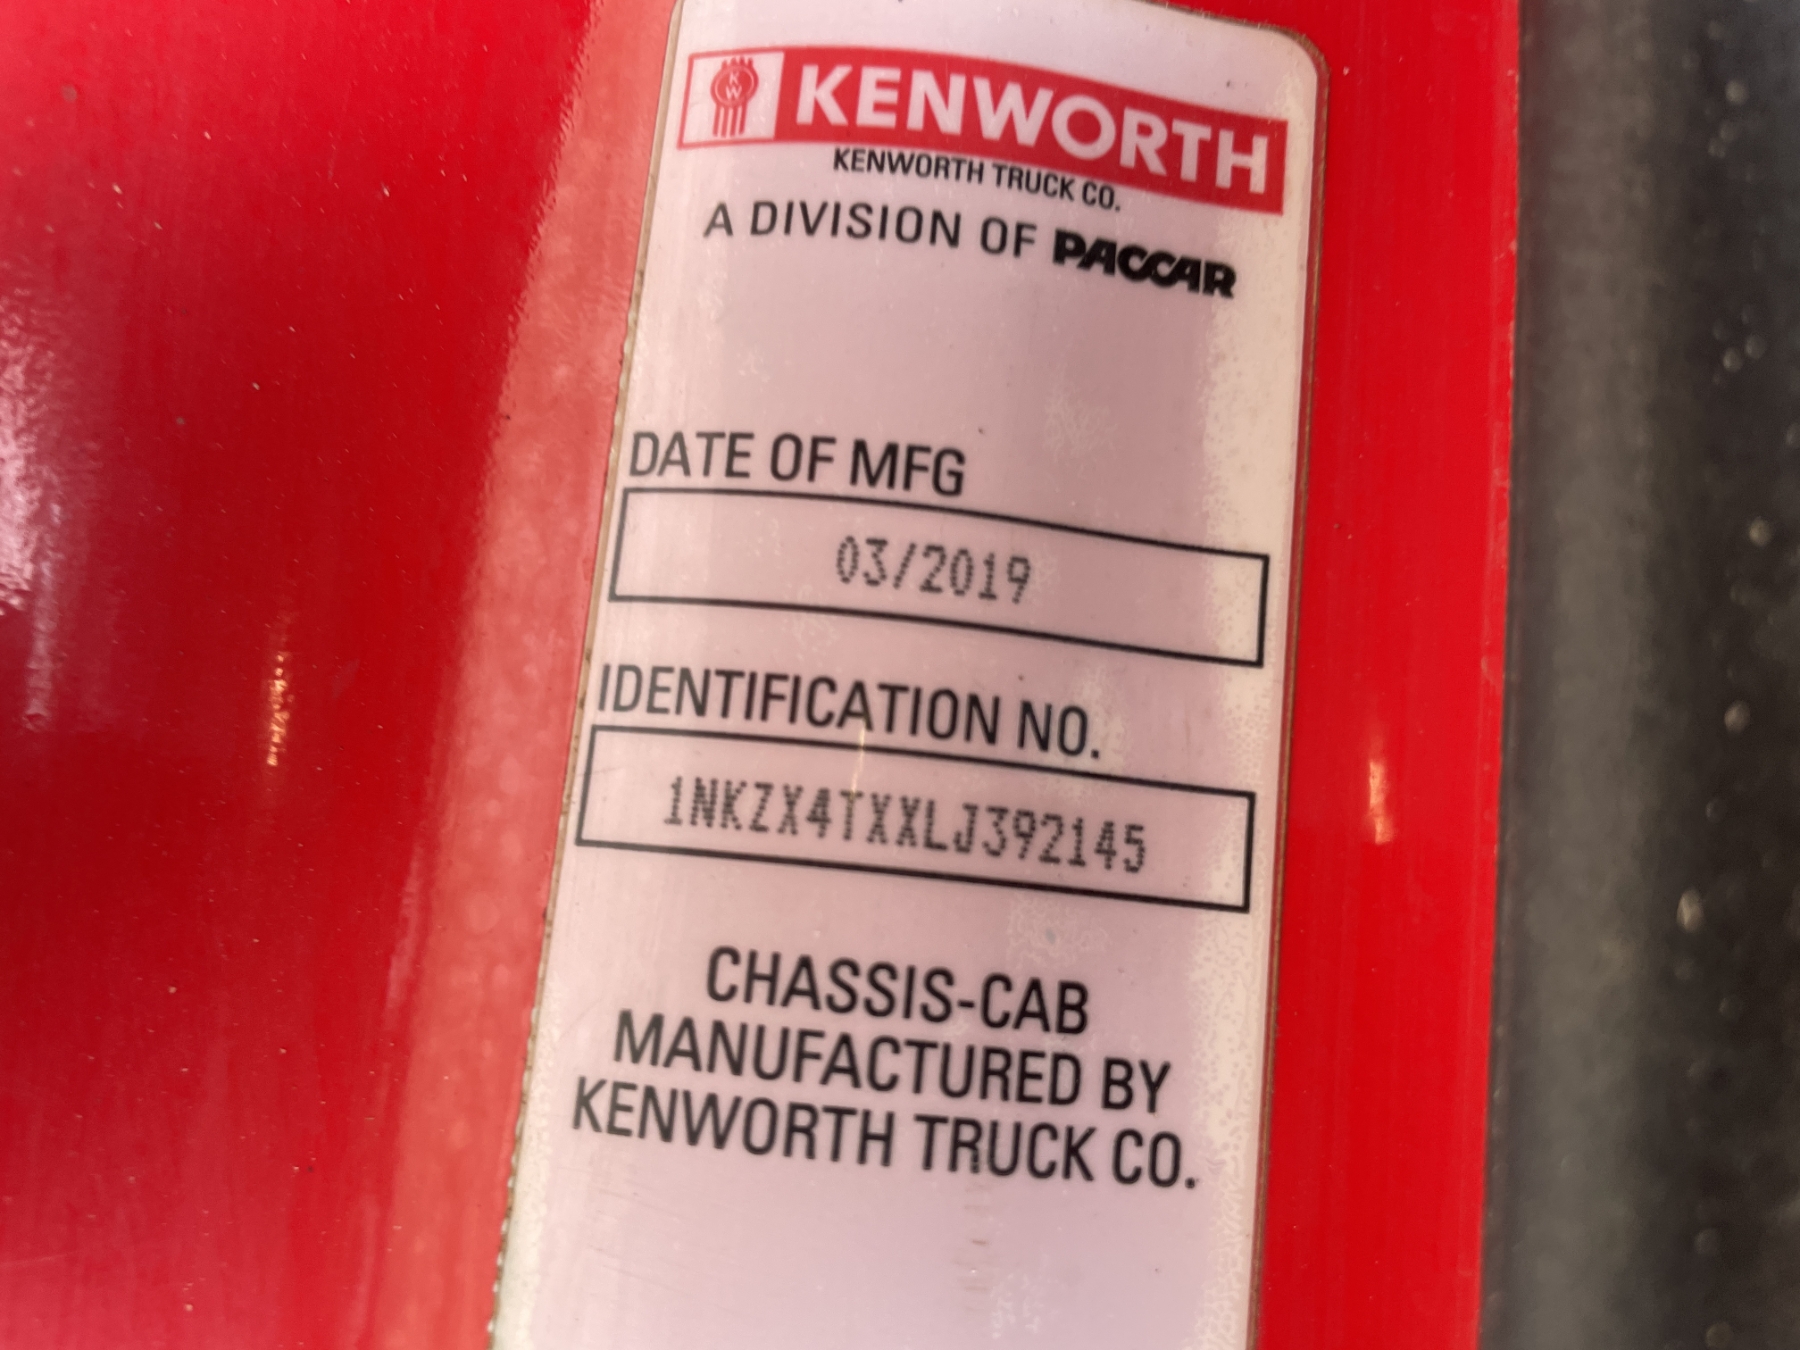 KW
KENWORTH
KENWORTH TRUCK CO.
A DIVISION OF PACCAR
DATE OF MFG
03/2019
IDENTIFICATION NO.
1NKZX4TXXLJ392145
CHASSIS-CAB
MANUFACTURED BY
KENWORTH TRUCK CO.